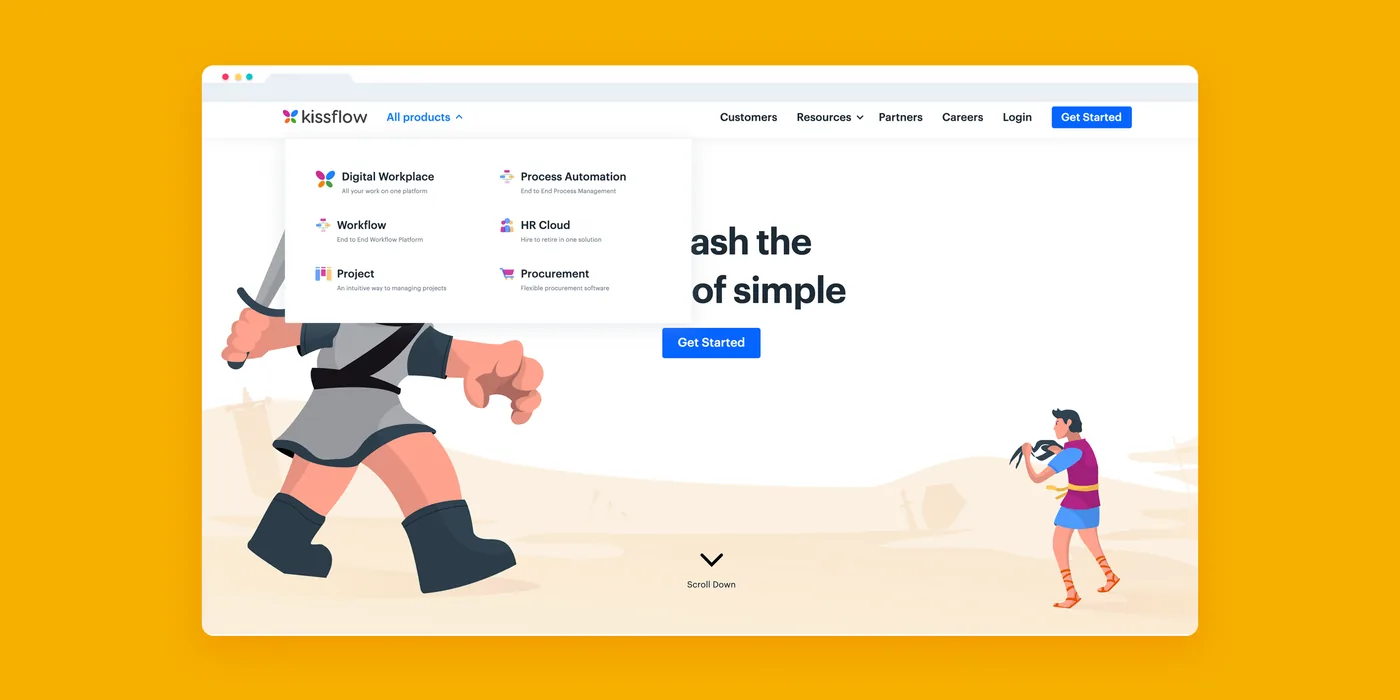 kissflow
All products
Customers
Resources
Partners
Careers
Login
Get Started
Digital Workplace
All your work on one platform
Process Automation
End to End Process Management
Workflow
End to End Workflow Platform
HR Cloud
Hire to retire in one solution
Project
An intuitive way to managing projects
Procurement
Flexible procurement software
ash the
of simple
Get Started
Scroll Down